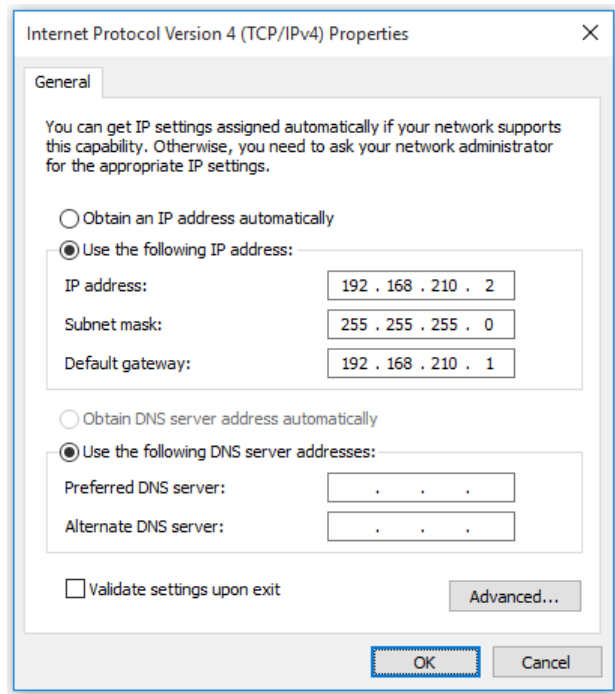 Internet Protocol Version 4 (TCP/IPv4) Properties
General
You can get IP settings assigned automatically if your network supports
this capability. Otherwise, you need to ask your network administrator
for the appropriate IP settings.
Obtain an IP address automatically
Use the following IP address:
IP address: 192 . 168 . 210 . 2
Subnet mask: 255 . 255 . 255 . 0
Default gateway: 192 . 168 . 210 . 1
Obtain DNS server address automatically
Use the following DNS server addresses:
Preferred DNS server: . . .
Alternate DNS server: . . .
Validate settings upon exit
Advanced...
OK Cancel